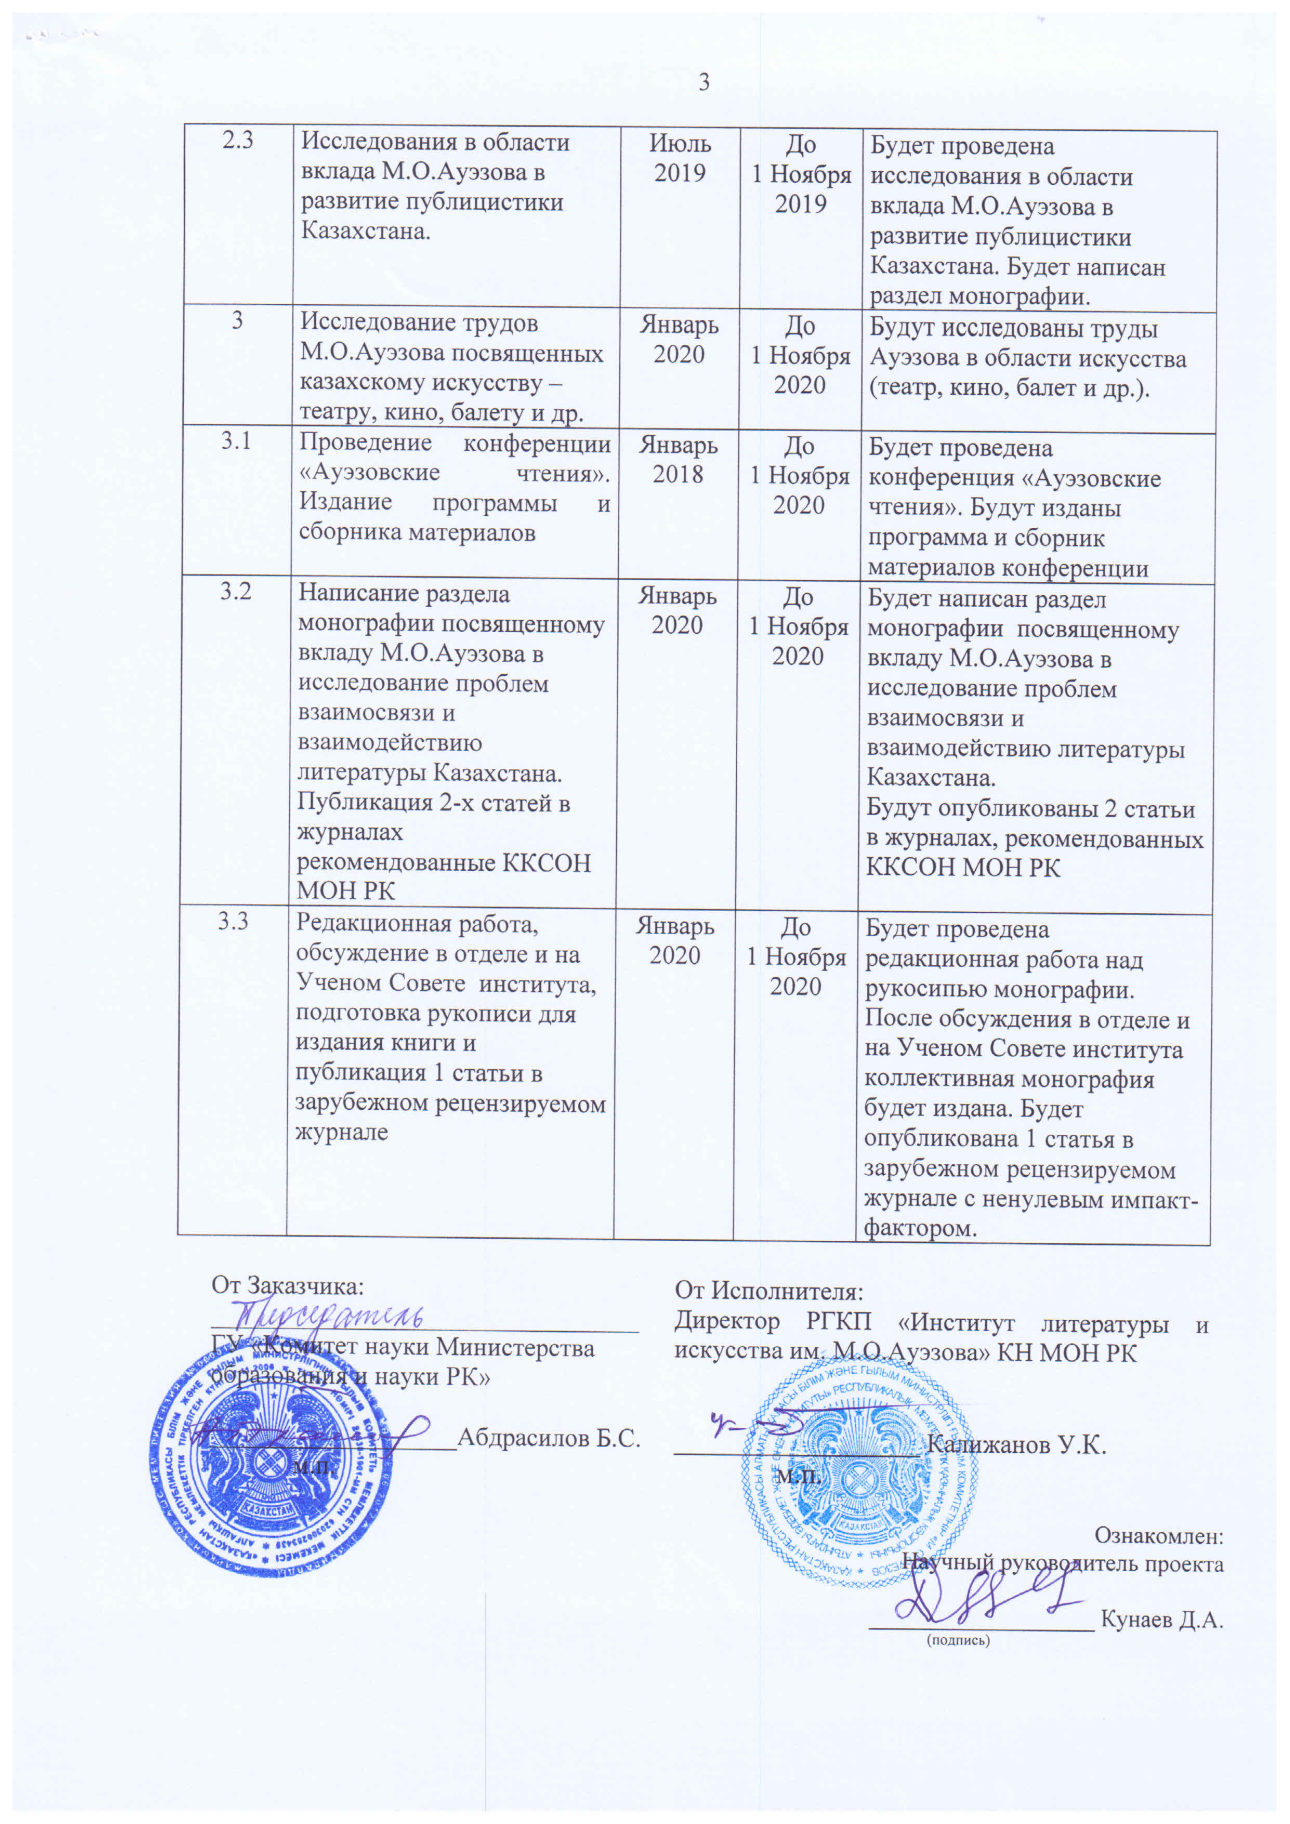 3
2.3
Исследования в области
вклада М.О.Ауэзова в
развитие публицистики
Казахстана.
Июль
2019
До
1 Ноября
2019
Будет проведена
исследования в области
вклада М.О.Ауэзова в
развитие публицистики
Казахстана. Будет написан
раздел монографии.
3
Исследование трудов
М.О.Ауэзова посвященных
казахскому искусству –
театру, кино, балету и др.
Январь
2020
До
1 Ноября
2020
Будут исследованы труды
Ауэзова в области искусства
(театр, кино, балет и др.).
3.1
Проведение конференции
«Ауэзовские чтения».
Издание программы и
сборника материалов
Январь
2018
До
1 Ноября
2020
Будет проведена
конференция «Ауэзовские
чтения». Будут изданы
программа и сборник
материалов конференции
3.2
Написание раздела
монографии посвященному
вкладу М.О.Ауэзова в
исследование проблем
взаимосвязи и
взаимодействию
литературы Казахстана.
Публикация 2-х статей в
журналах
рекомендованные ККСОН
МОН РК
Январь
2020
До
1 Ноября
2020
Будет написан раздел
монографии посвященному
вкладу М.О.Ауэзова в
исследование проблем
взаимосвязи и
взаимодействию литературы
Казахстана.
Будут опубликованы 2 статьи
в журналах, рекомендованных
ККСОН МОН РК
3.3
Редакционная работа,
обсуждение в отделе и на
Ученом Совете института,
подготовка рукописи для
издания книги и
публикация 1 статьи в
зарубежном рецензируемом
журнале
Январь
2020
До
1 Ноября
2020
Будет проведена
редакционная работа над
рукосипью монографии.
После обсуждения в отделе и
на Ученом Совете института
коллективная монография
будет издана. Будет
опубликована 1 статья в
зарубежном рецензируемом
журнале с ненулевым импакт-
фактором.
От Заказчика:
Председатель
ГУ «Комитет науки Министерства
образования и науки РК»
Абдрасилов Б.С.
м.п.
ҚАЗАҚСТАН
От Исполнителя:
Директор РГКП «Институт литературы и
искусства им. М.О.Ауэзова» КН МОН РК
Калижанов У.К.
м.п.
ҚАЗАҚСТАН
Ознакомлен:
Научный руководитель проекта
Кунаев Д.А.
(подпись)